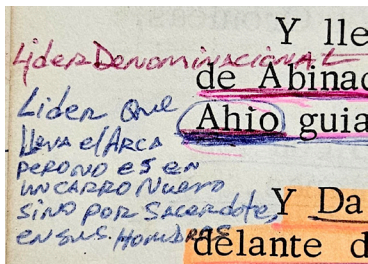 Y lle
Lider Denominacional
de Abinad
Lider que
lleva el Arca
Ahio guia
pero no es en
un carro Nuevo
sino por Sacerdote,
Y Da
en sus Hombros
delante d